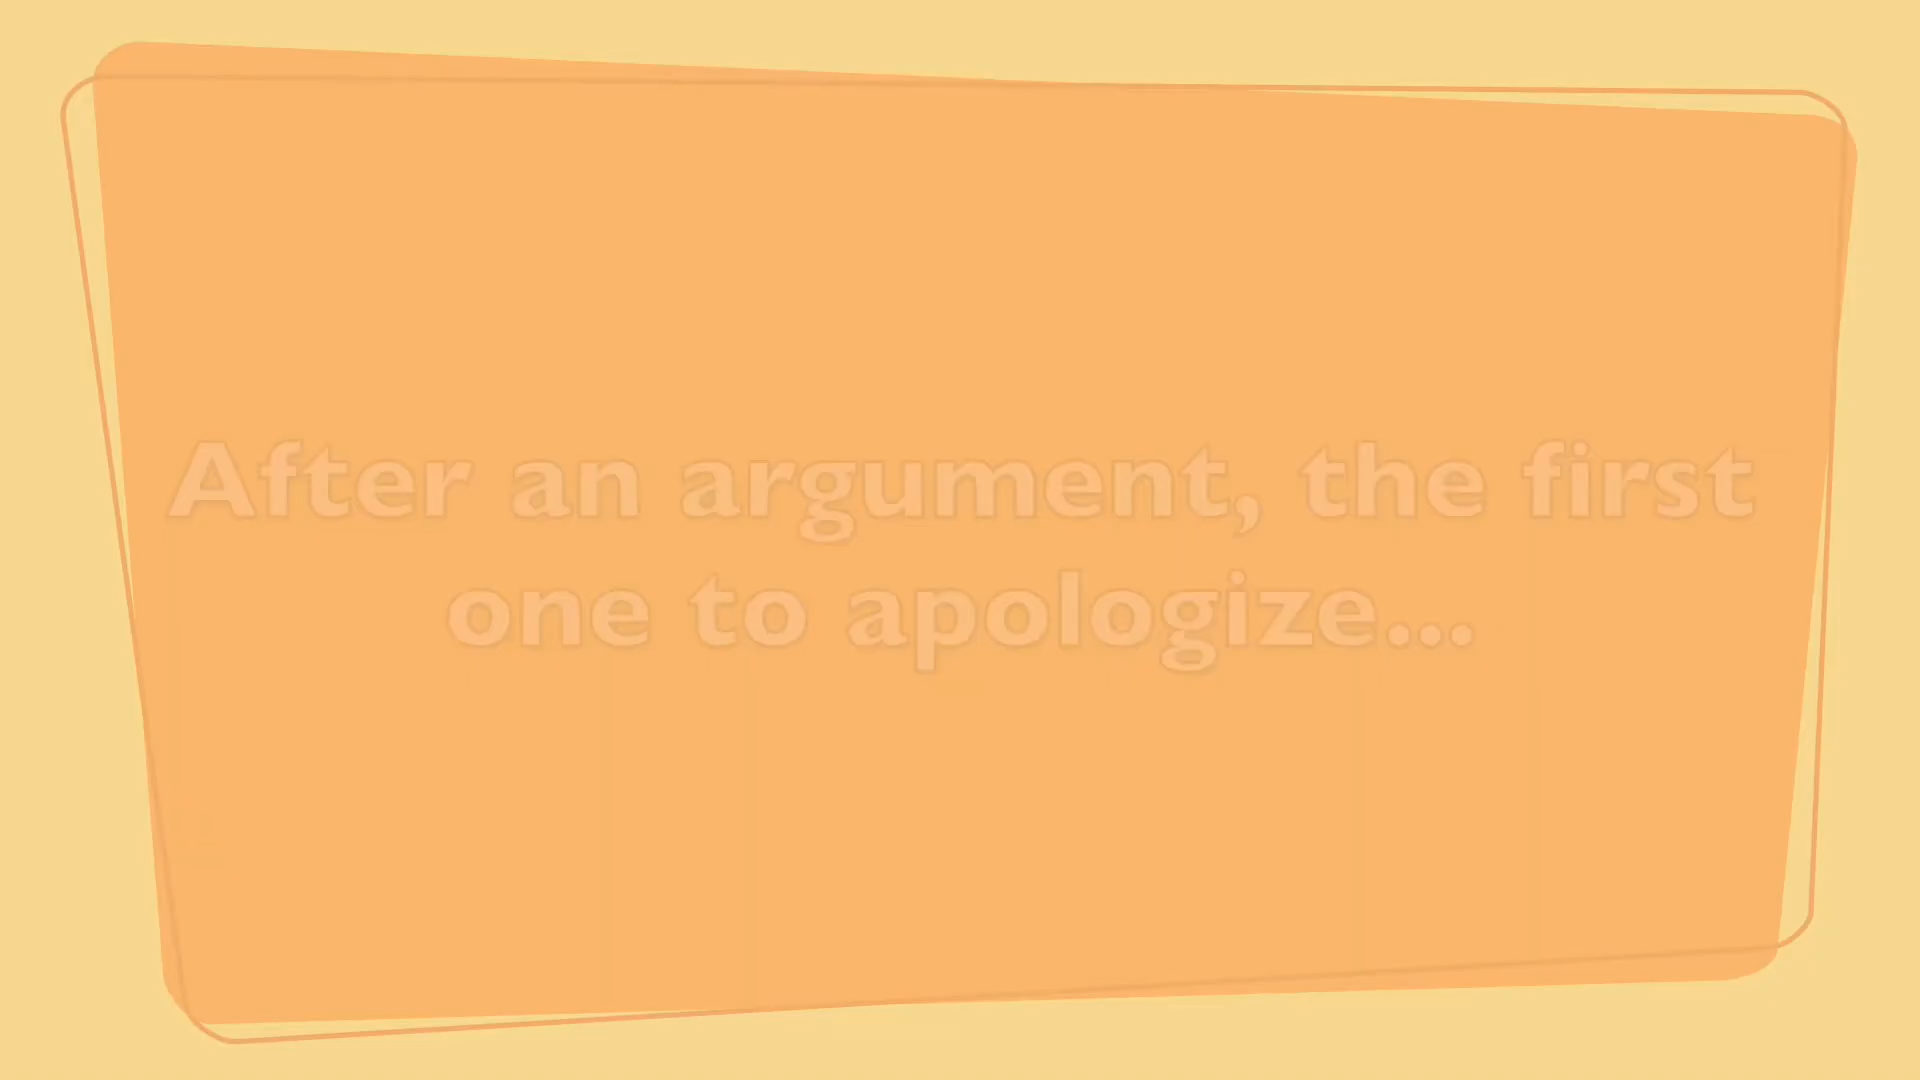 After an argument, the first
one to apologize...